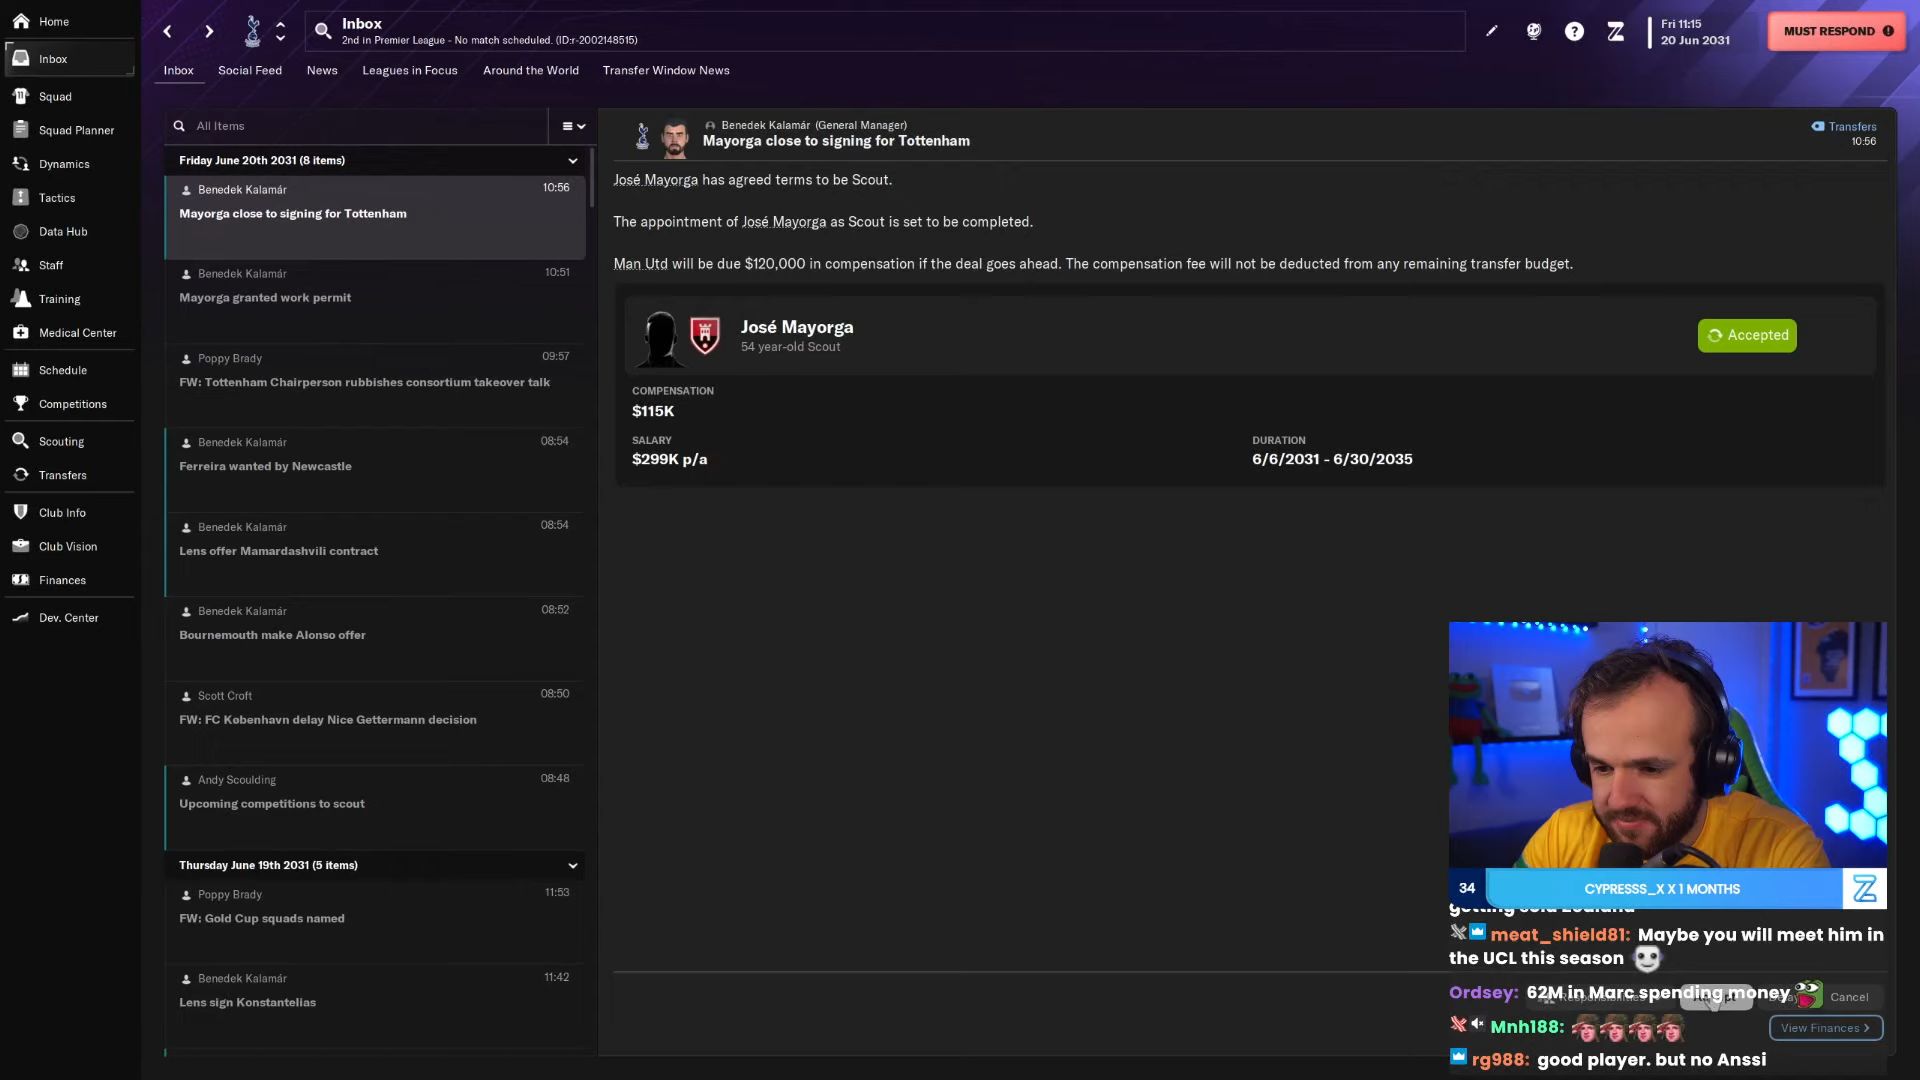 Home
Inbox
Squad
Squad Planner
Dynamics
Tactics
Data Hub
Staff
Training
Medical Center
Schedule
Competitions
Scouting
Transfers
Club Info
Club Vision
Finances
Dev. Center
Inbox
2nd in Premier League - No match scheduled. (ID:r-2002148515)
Fri 11:15
20 Jun 2031
MUST RESPOND
Inbox
Social Feed
News
Leagues in Focus
Around the World
Transfer Window News
All Items
Friday June 20th 2031 (8 items)
Benedek Kalamár 10:56
Mayorga close to signing for Tottenham
Benedek Kalamár 10:51
Mayorga granted work permit
Poppy Brady 09:57
FW: Tottenham Chairperson rubbishes consortium takeover talk
Benedek Kalamár 08:54
Ferreira wanted by Newcastle
Benedek Kalamár 08:54
Lens offer Mamardashvili contract
Benedek Kalamár 08:52
Bournemouth make Alonso offer
Scott Croft 08:50
FW: FC København delay Nice Gettermann decision
Andy Scoulding 08:48
Upcoming competitions to scout
Thursday June 19th 2031 (5 items)
Poppy Brady 11:53
FW: Gold Cup squads named
Benedek Kalamár 11:42
Lens sign Konstantelias
Benedek Kalamár (General Manager)
Mayorga close to signing for Tottenham
Transfers
10:56
José Mayorga has agreed terms to be Scout.
The appointment of José Mayorga as Scout is set to be completed.
Man Utd will be due $120,000 in compensation if the deal goes ahead. The compensation fee will not be deducted from any remaining transfer budget.
José Mayorga
54 year-old Scout
Accepted
COMPENSATION
$115K
SALARY
$299K p/a
DURATION
6/6/2031 - 6/30/2035
34 CYPRESSS_X X 1 MONTHS
meat_shield81: Maybe you will meet him in
the UCL this season
Ordsey: 62M in Marc spending money
Cancel
Mnh188:
View Finances
rg988: good player. but no Anssi